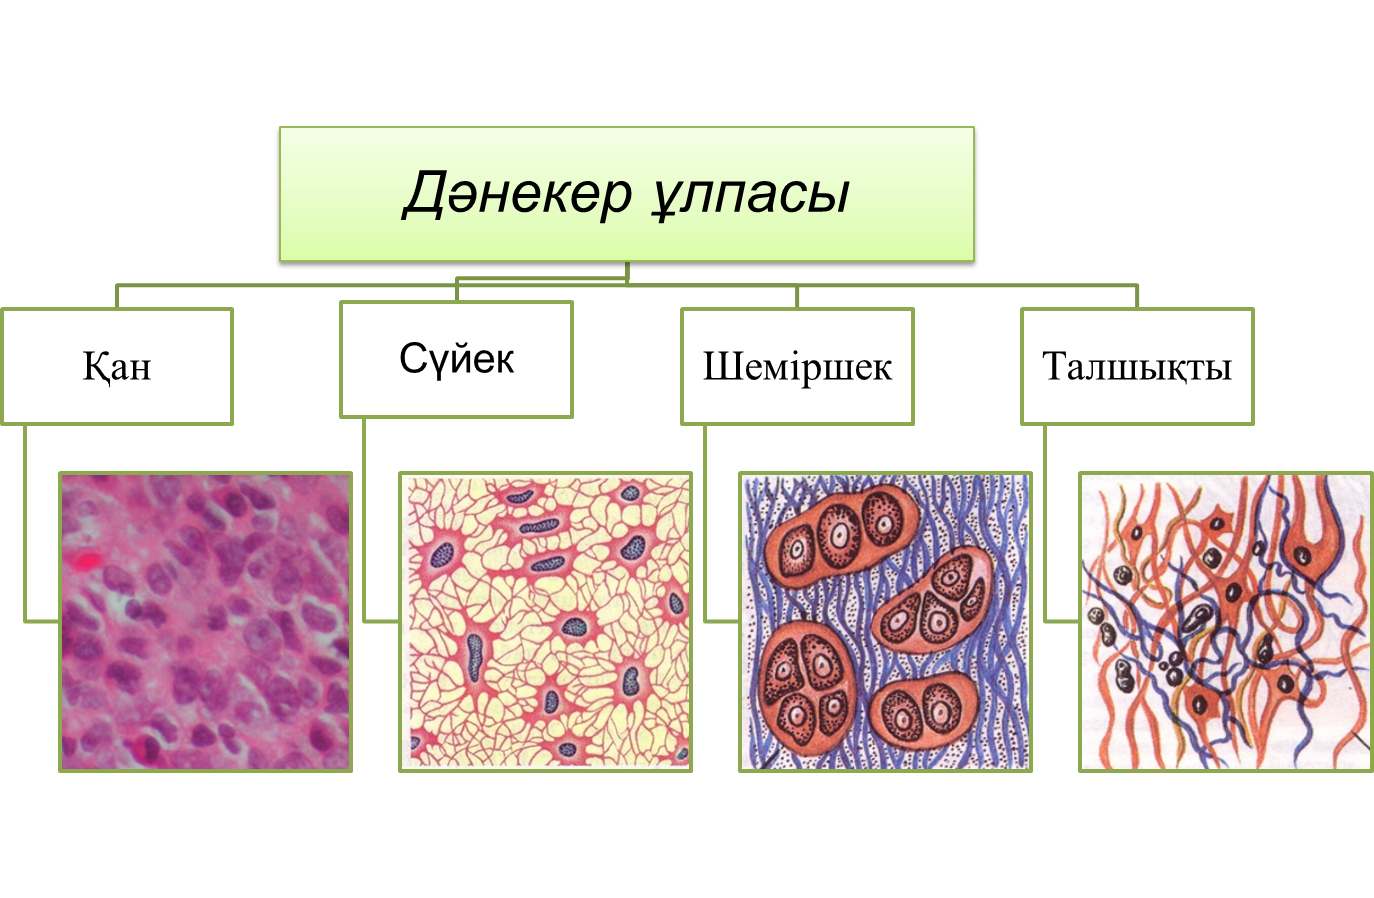 Дәнекер ұлпасы
Қан
Сүйек
Шеміршек
Талшықты